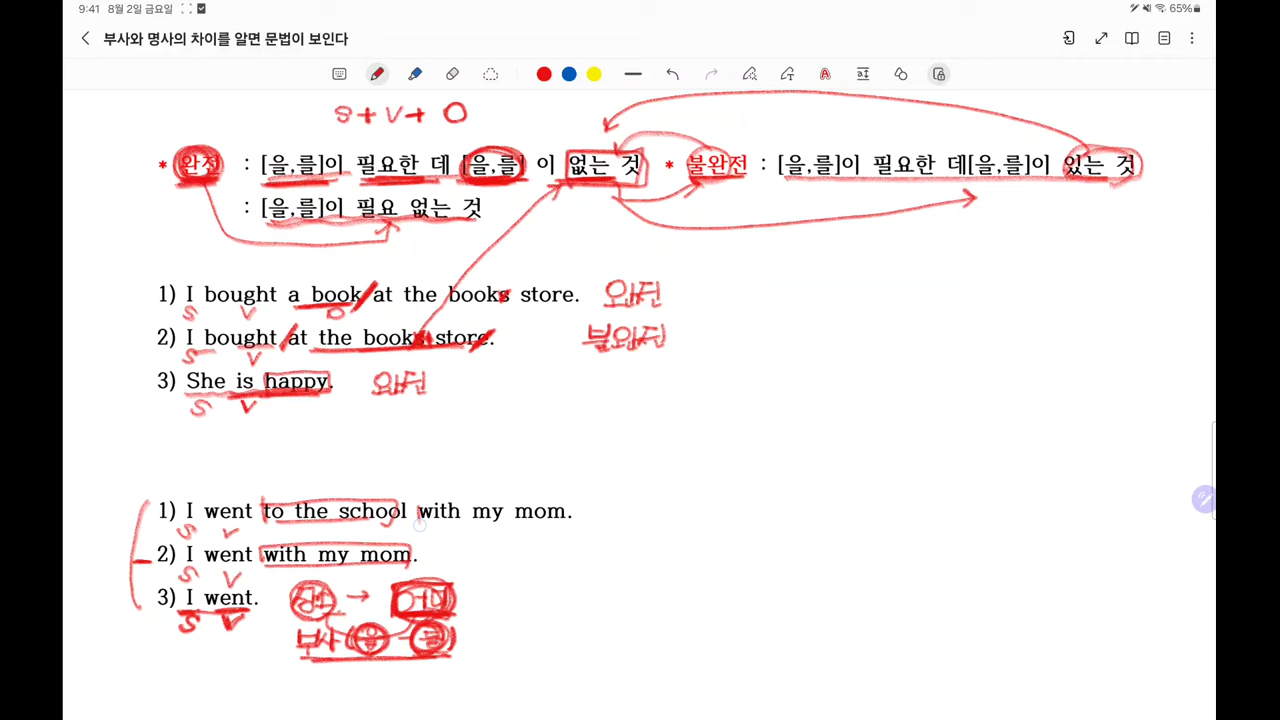 9:41 8월 2일 금요일 65%
부사와 명사의 차이를 알면 문법이 보인다
S+V+O
* 완전 : [을,를]이 필요한 데 [을,를] 이 없는 것 * 불완전 : [을,를]이 필요한 데[을,를]이 있는 것
: [을,를]이 필요 없는 것
1) I bought a book at the books store. 완전
S V O
2) I bought at the books store. 불완전
S V
3) She is happy. 완전
S V
1) I went to the school with my mom.
S V
2) I went with my mom.
S V
3) I went. →
S V
부사 (을 를)